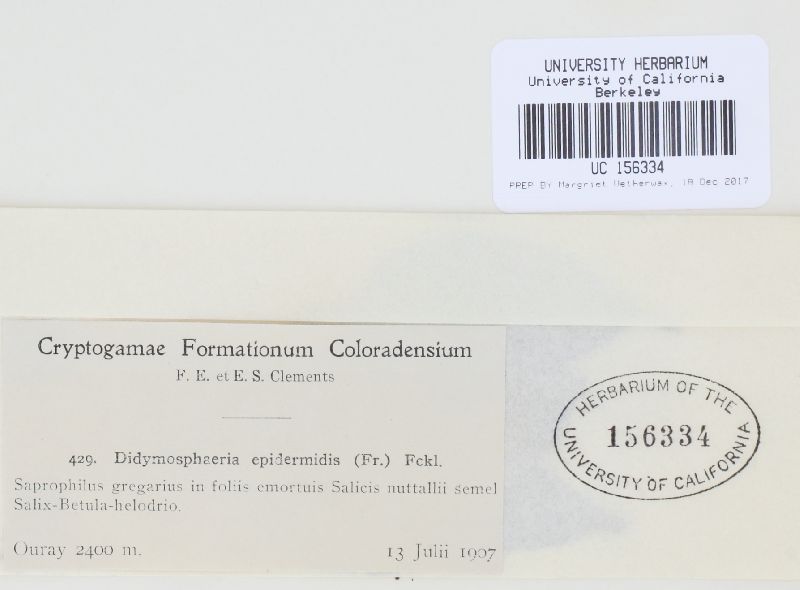 UNIVERSITY HERBARIUM
University of California
Berkeley
UC 156334
PREP BY Margriet Wetherwax, 18 Dec 2017
Cryptogamae Formationum Coloradensium
F. E. et E. S. Clements
429. Didymosphaeria epidermidis (Fr.) Fckl.
Saprophilus gregarius in foliis emortuis Salicis nuttallii semel
Salix-Betula-helodrio.
Ouray 2400 m. 13 Julii 1907
HERBARIUM OF THE
156334
UNIVERSITY OF CALIFORNIA